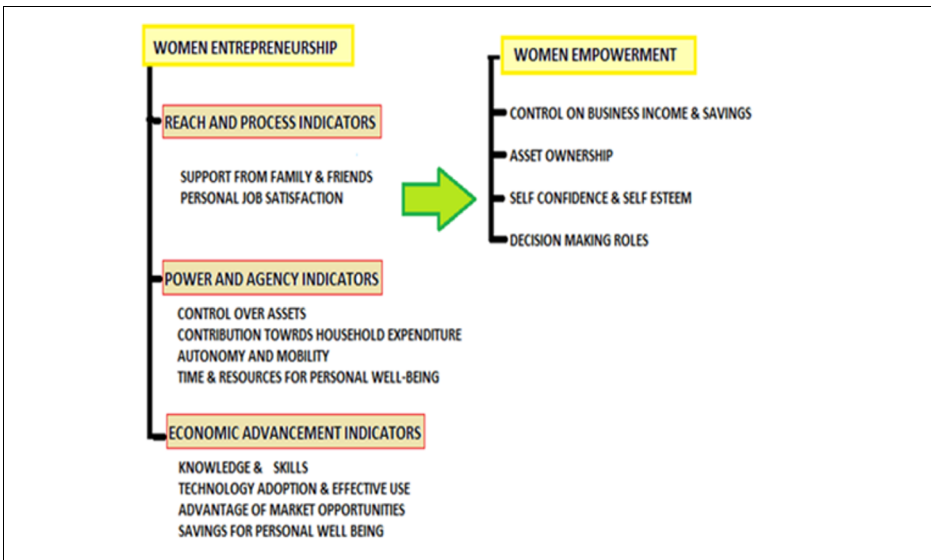 WOMEN ENTREPRENEURSHIP
REACH AND PROCESS INDICATORS
SUPPORT FROM FAMILY & FRIENDS
PERSONAL JOB SATISFACTION
POWER AND AGENCY INDICATORS
CONTROL OVER ASSETS
CONTRIBUTION TOWRDS HOUSEHOLD EXPENDITURE
AUTONOMY AND MOBILITY
TIME & RESOURCES FOR PERSONAL WELL-BEING
ECONOMIC ADVANCEMENT INDICATORS
KNOWLEDGE & SKILLS
TECHNOLOGY ADOPTION & EFFECTIVE USE
ADVANTAGE OF MARKET OPPORTUNITIES
SAVINGS FOR PERSONAL WELL BEING
WOMEN EMPOWERMENT
CONTROL ON BUSINESS INCOME & SAVINGS
ASSET OWNERSHIP
SELF CONFIDENCE & SELF ESTEEM
DECISION MAKING ROLES